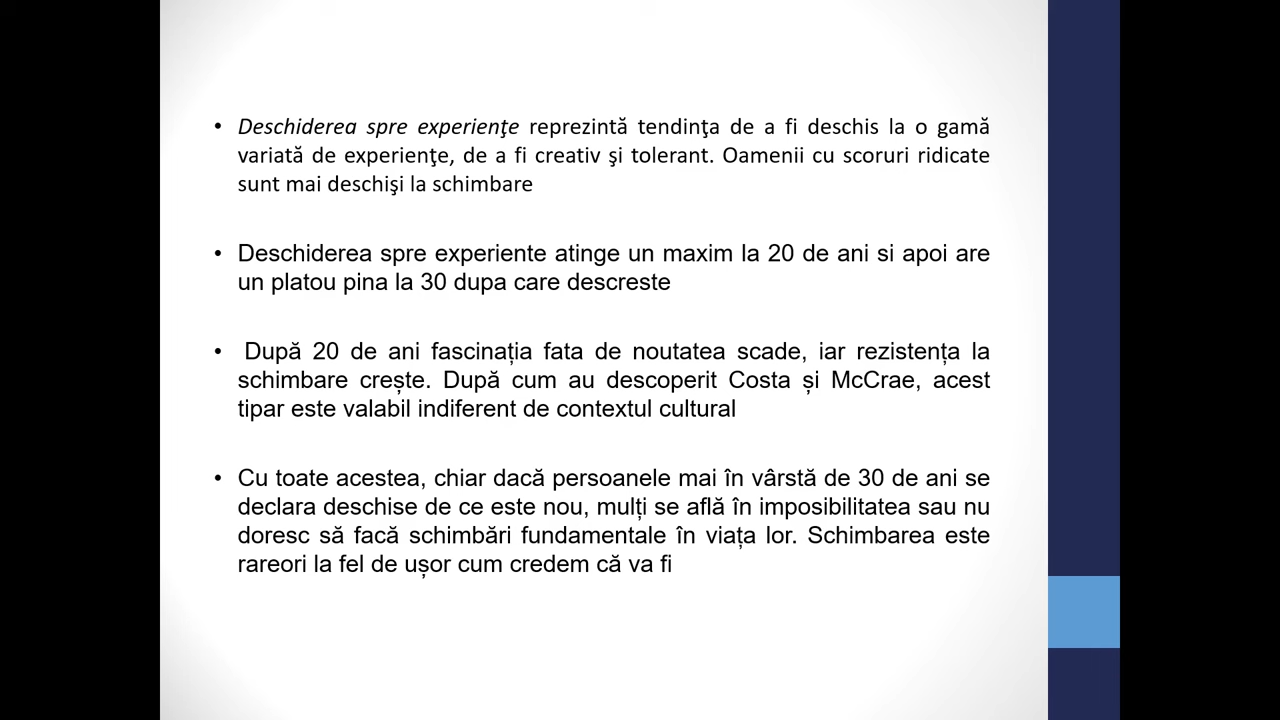 • Deschiderea spre experienţe reprezintă tendinţa de a fi deschis la o gamă
variată de experienţe, de a fi creativ şi tolerant. Oamenii cu scoruri ridicate
sunt mai deschişi la schimbare
• Deschiderea spre experiente atinge un maxim la 20 de ani si apoi are
un platou pina la 30 dupa care descreste
• După 20 de ani fascinația fata de noutatea scade, iar rezistența la
schimbare crește. După cum au descoperit Costa și McCrae, acest
tipar este valabil indiferent de contextul cultural
• Cu toate acestea, chiar dacă persoanele mai în vârstă de 30 de ani se
declara deschise de ce este nou, mulți se află în imposibilitatea sau nu
doresc să facă schimbări fundamentale în viața lor. Schimbarea este
rareori la fel de ușor cum credem că va fi